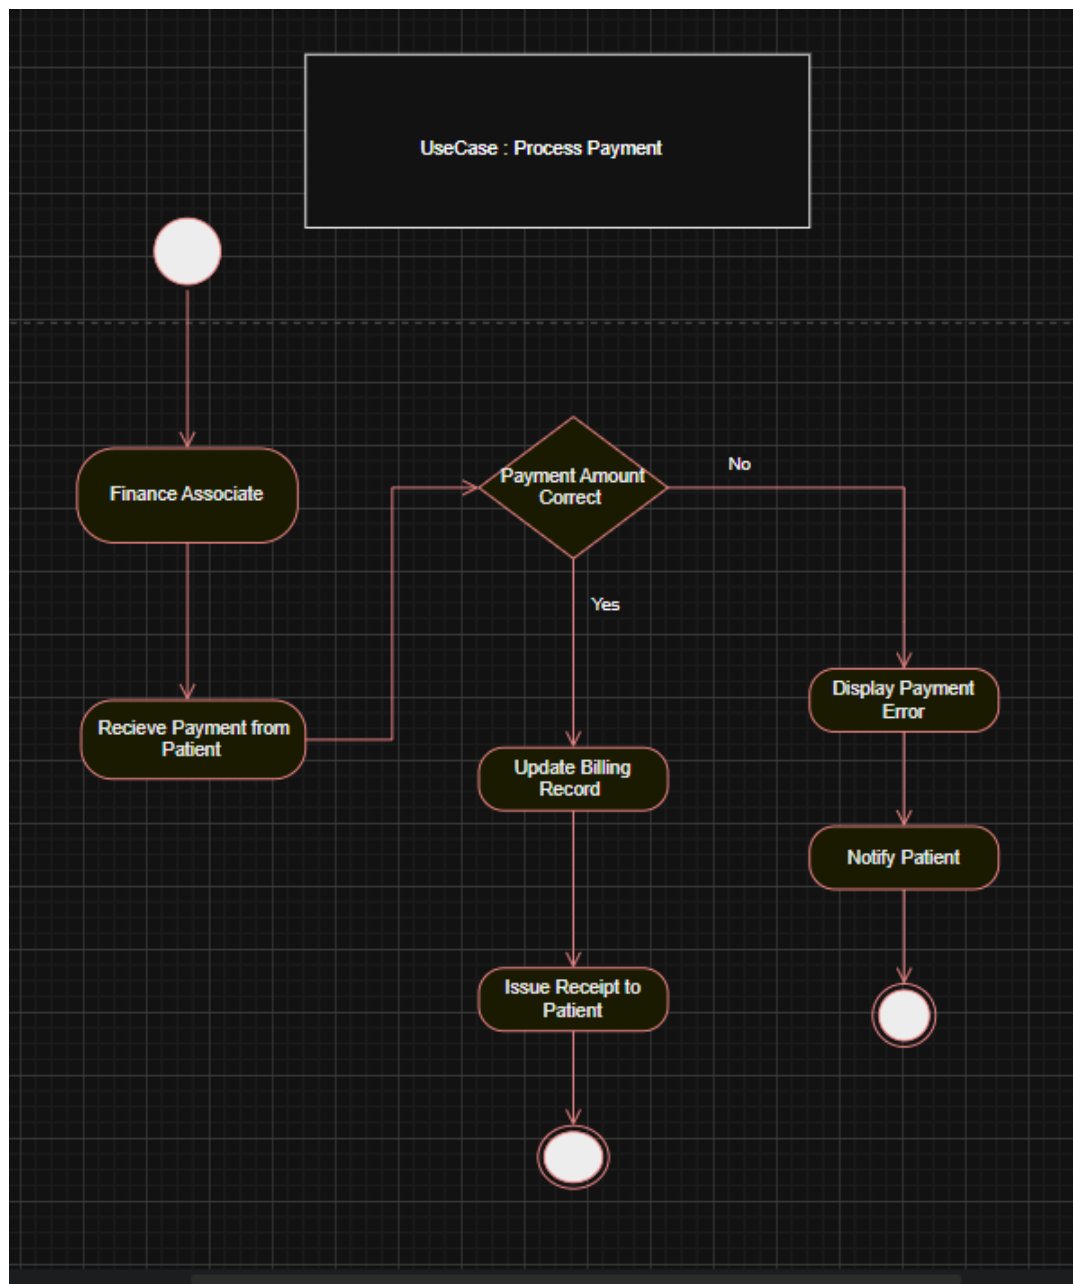 UseCase : Process Payment
Finance Associate
Payment Amount
Correct
No
Yes
Recieve Payment from
Patient
Display Payment
Error
Update Billing
Record
Notify Patient
Issue Receipt to
Patient